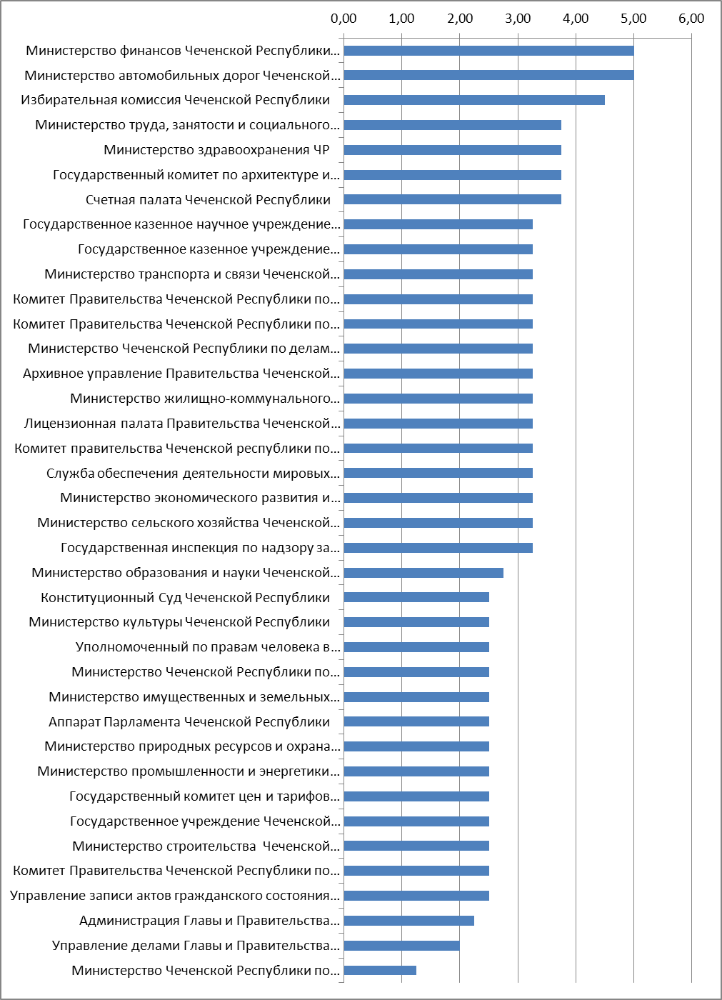 0,00 1,00 2,00 3,00 4,00 5,00 6,00
Министерство финансов Чеченской Республики...
Министерство автомобильных дорог Чеченской...
Избирательная комиссия Чеченской Республики
Министерство труда, занятости и социального...
Министерство здравоохранения ЧР
Государственный комитет по архитектуре и...
Счетная палата Чеченской Республики
Государственное казенное научное учреждение...
Государственное казенное учреждение...
Министерство транспорта и связи Чеченской...
Комитет Правительства Чеченской Республики по...
Комитет Правительства Чеченской Республики по...
Министерство Чеченской Республики по делам...
Архивное управление Правительства Чеченской...
Министерство жилищно-коммунального...
Лицензионная палата Правительства Чеченской...
Комитет правительства Чеченской республики по...
Служба обеспечения деятельности мировых...
Министерство экономического развития и...
Министерство сельского хозяйства Чеченской...
Государственная инспекция по надзору за...
Министерство образования и науки Чеченской...
Конституционный Суд Чеченской Республики
Министерство культуры Чеченской Республики
Уполномоченный по правам человека в...
Министерство Чеченской Республики по...
Министерство имущественных и земельных...
Аппарат Парламента Чеченской Республики
Министерство природных ресурсов и охрана...
Министерство промышленности и энергетики...
Государственный комитет цен и тарифов...
Государственное учреждение Чеченской...
Министерство строительства Чеченской...
Комитет Правительства Чеченской Республики по...
Управление записи актов гражданского состояния...
Администрация Главы и Правительства...
Управление делами Главы и Правительства...
Министерство Чеченской Республики по...